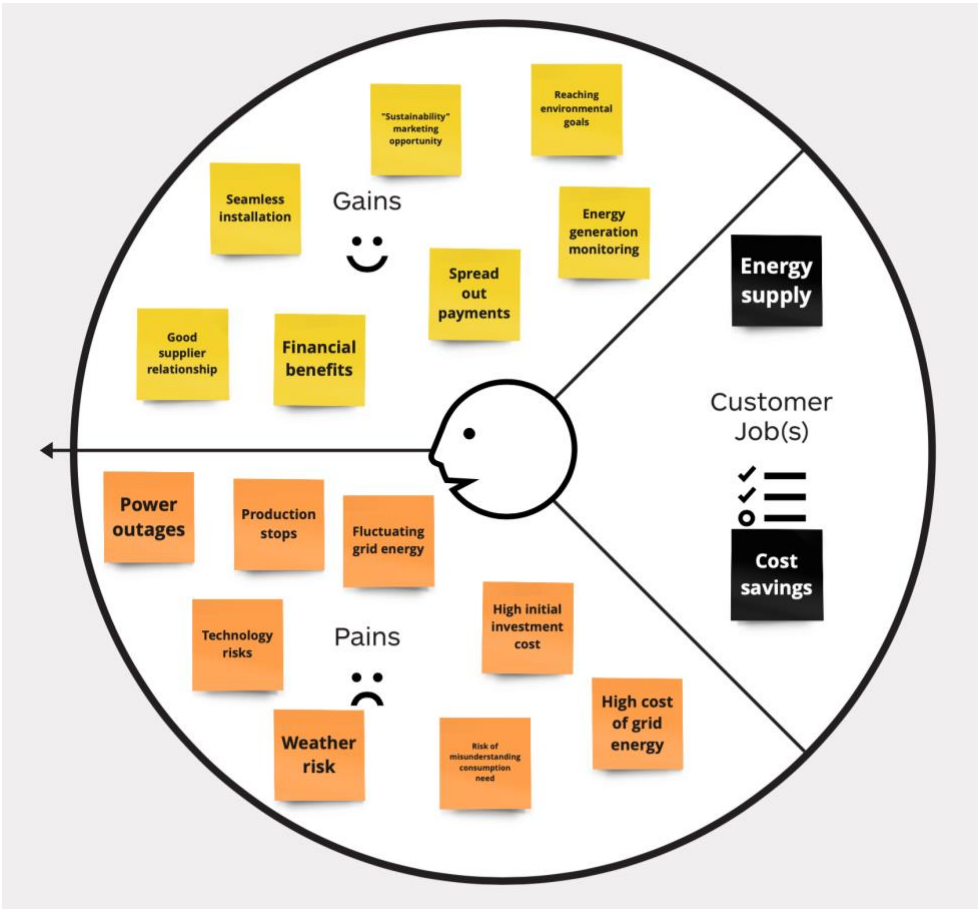 "Sustainability"
marketing
opportunity
Reaching
environmental
goals
Seamless
installation
Gains
Energy
generation
monitoring
Spread
out
payments
Good
supplier
relationship
Financial
benefits
Energy
supply
Customer
Job(s)
Cost
savings
Power
outages
Production
stops
Fluctuating
grid energy
Technology
risks
Pains
High initial
investment
cost
Weather
risk
Risk of
misunderstanding
consumption
need
High cost
of grid
energy